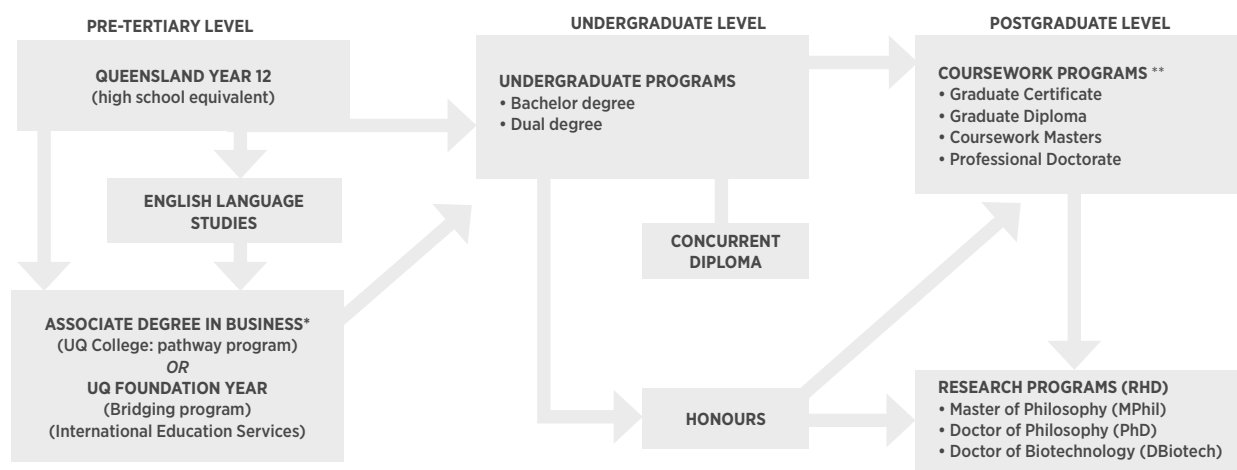 PRE-TERTIARY LEVEL
QUEENSLAND YEAR 12
(high school equivalent)
ENGLISH LANGUAGE
STUDIES
ASSOCIATE DEGREE IN BUSINESS*
(UQ College: pathway program)
OR
UQ FOUNDATION YEAR
(Bridging program)
(International Education Services)
UNDERGRADUATE LEVEL
UNDERGRADUATE PROGRAMS
• Bachelor degree
• Dual degree
CONCURRENT
DIPLOMA
HONOURS
POSTGRADUATE LEVEL
COURSEWORK PROGRAMS **
• Graduate Certificate
• Graduate Diploma
• Coursework Masters
• Professional Doctorate
RESEARCH PROGRAMS (RHD)
• Master of Philosophy (MPhil)
• Doctor of Philosophy (PhD)
• Doctor of Biotechnology (DBiotech)